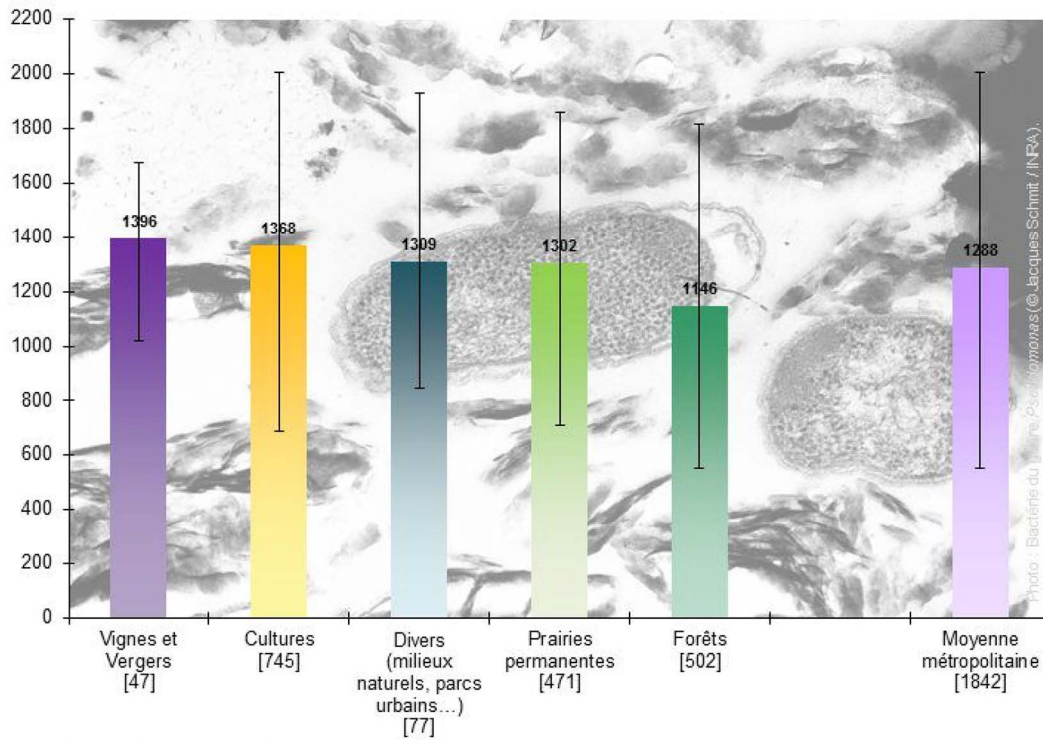 2200
2000
1800
1600
1400
1200
1000
800
600
400
200
0
1396
1368
1309
1302
1146
1288
Vignes et
Vergers
[47]
Cultures
[745]
Divers
(milieux
naturels, parcs
urbains…)
[77]
Prairies
permanentes
[471]
Forêts
[502]
Moyenne
métropolitaine
[1842]
Photo : Bactérie du genre Pseudomonas (© Jacques Schmit / INRA).